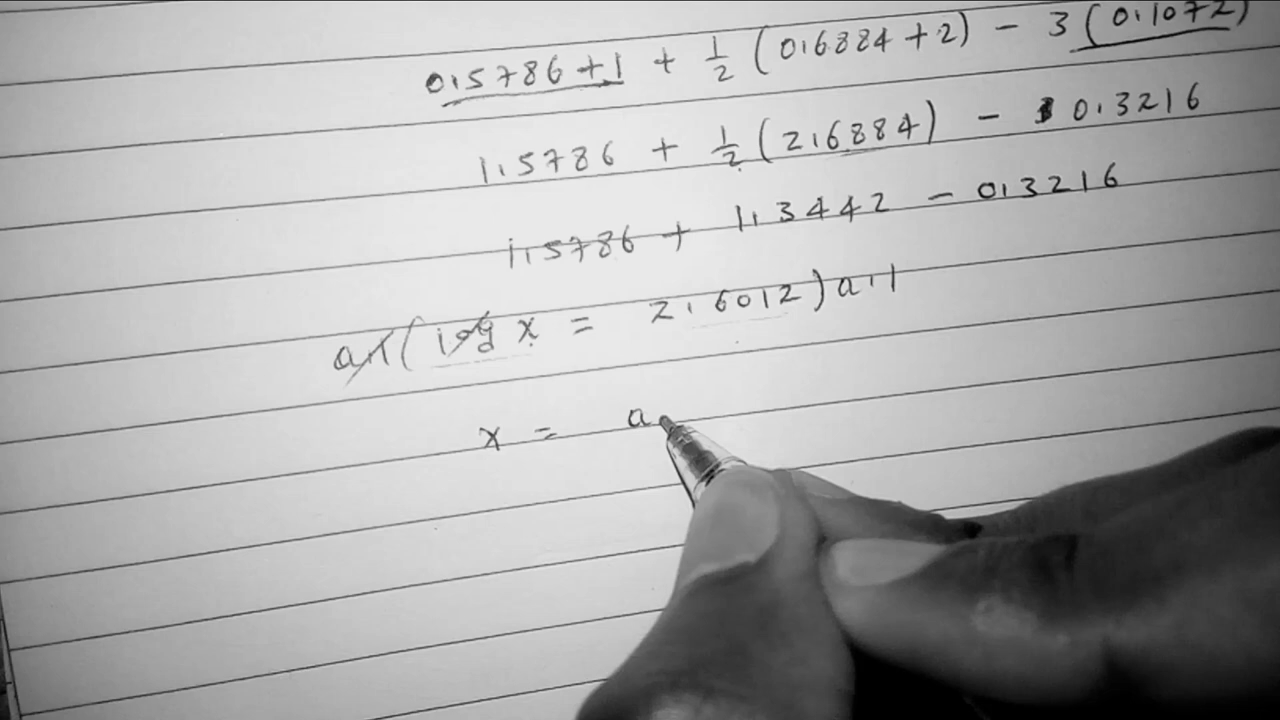 0.5786 + 1 + 1/2 (0.6884 + 2) - 3 (0.1072)
1.5786 + 1/2 (2.6884) - 0.3216
1.5786 + 1.3442 - 0.3216
al (log x = 2.6012) a.l
x = a